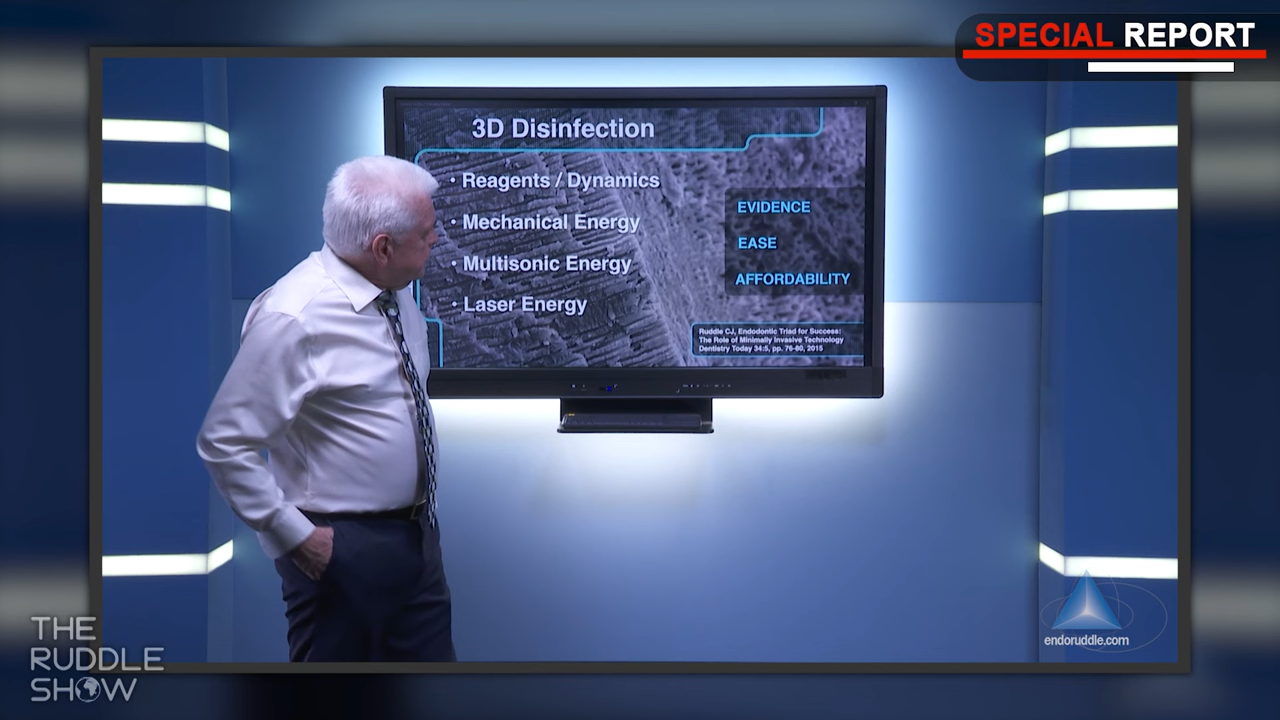 SPECIAL REPORT
3D Disinfection
• Reagents / Dynamics
• Mechanical Energy
• Multisonic Energy
• Laser Energy
EVIDENCE
EASE
AFFORDABILITY
Ruddle CJ, Endodontic Triad for Success:
The Role of Minimally Invasive Technology
Dentistry Today 34:5, pp. 76-80, 2015
endoruddle.com
THE
RUDDLE
SHOW